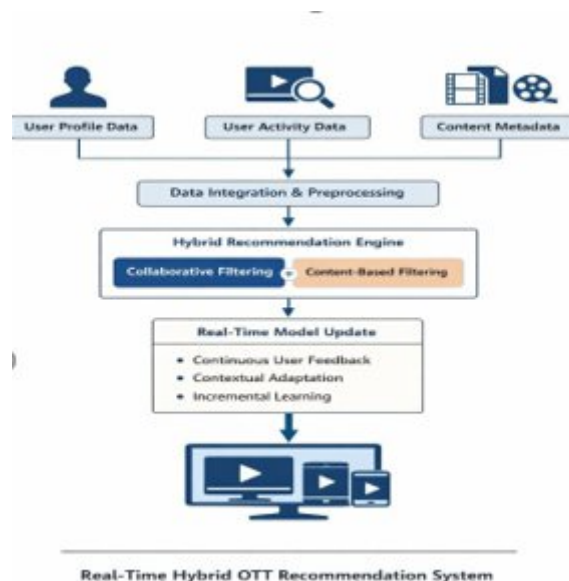 User Profile Data
User Activity Data
Content Metadata
Data Integration & Preprocessing
Hybrid Recommendation Engine
Collaborative Filtering + Content-Based Filtering
Real-Time Model Update
• Continuous User Feedback
• Contextual Adaptation
• Incremental Learning
Real-Time Hybrid OTT Recommendation System